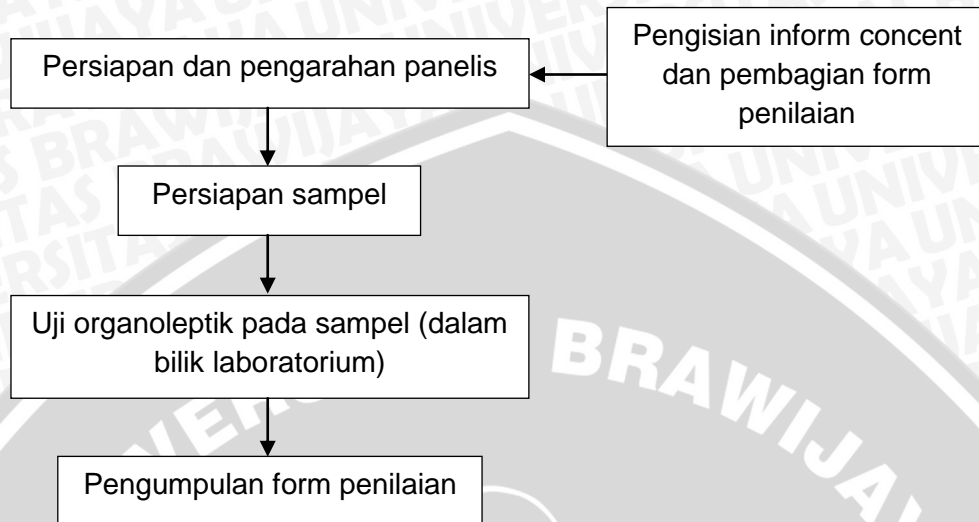 Persiapan dan pengarahan panelis
Pengisian inform concent
dan pembagian form
penilaian
Persiapan sampel
Uji organoleptik pada sampel (dalam
bilik laboratorium)
Pengumpulan form penilaian
BRAWIJAYA